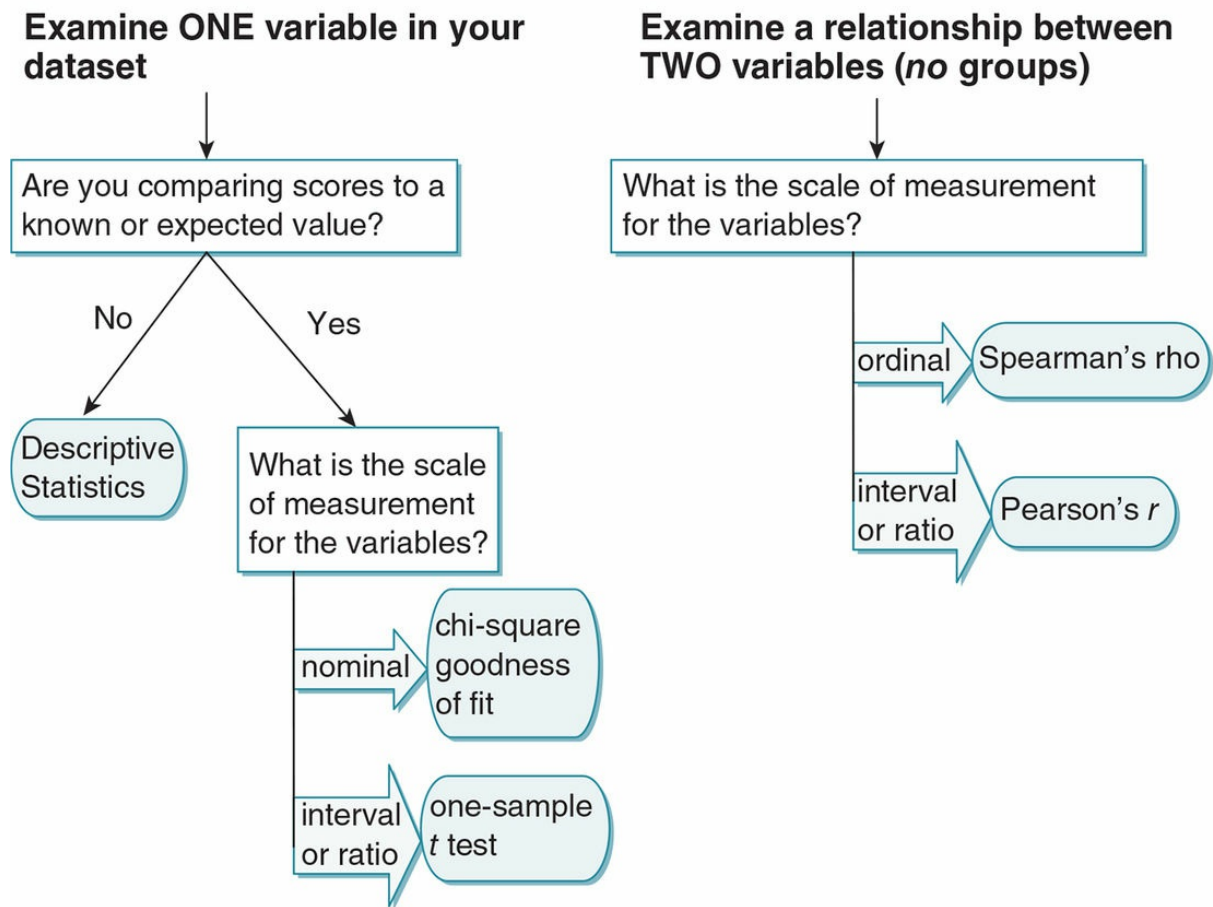 Examine ONE variable in your
dataset
Are you comparing scores to a
known or expected value?
No
Yes
Descriptive
Statistics
What is the scale
of measurement
for the variables?
nominal
chi-square
goodness
of fit
interval
or ratio
one-sample
t test
Examine a relationship between
TWO variables (no groups)
What is the scale of measurement
for the variables?
ordinal
Spearman’s rho
interval
or ratio
Pearson’s r